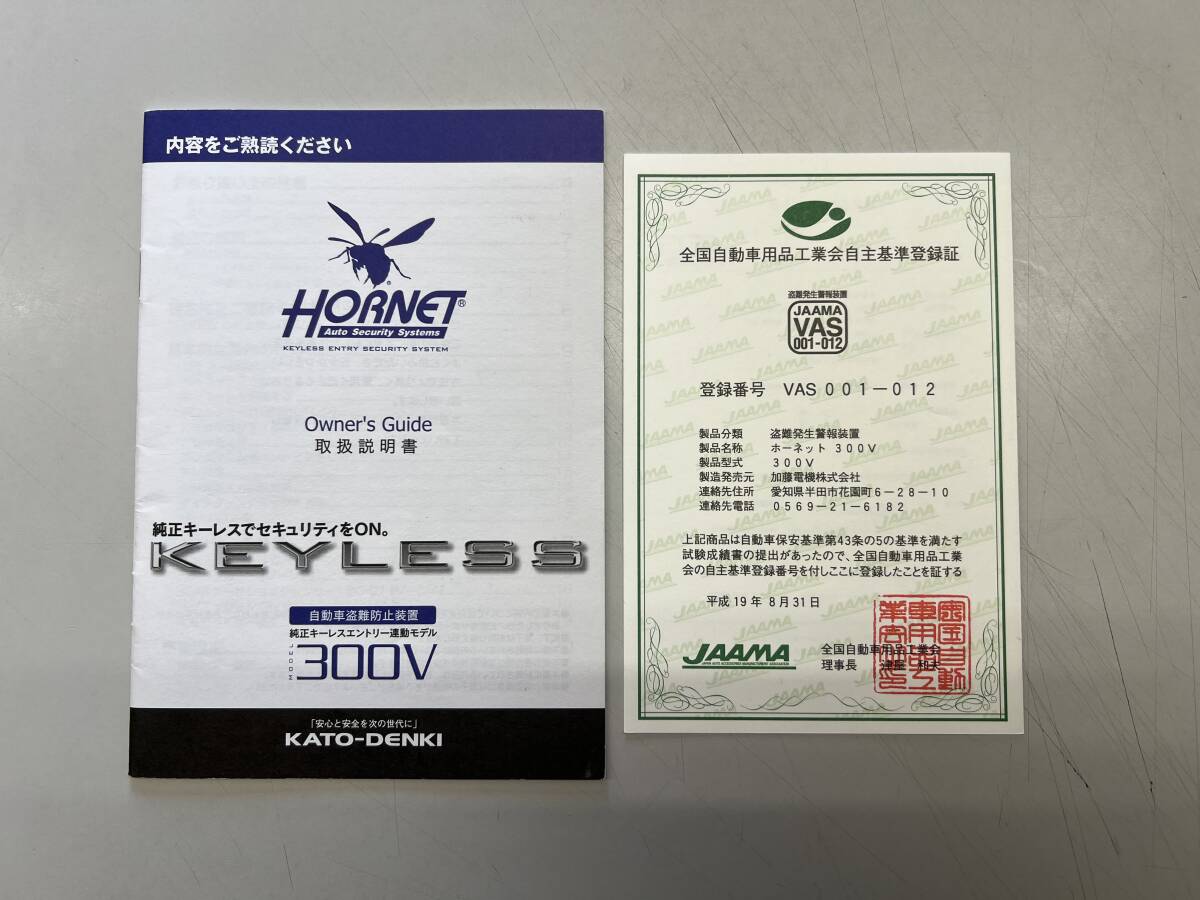 内容をご熟読ください
HORNET®
Auto Security Systems
KEYLESS ENTRY SECURITY SYSTEM
Owner's Guide
取扱説明書
純正キーレスでセキュリティをON。
KEYLESS
自動車盗難防止装置
純正キーレスエントリー連動モデル
MODEL 300V
「安心と安全を次の世代に」
KATO-DENKI
全国自動車用品工業会自主基準登録証
盗難発生警報装置
JAAMA
VAS
001-012
登録番号 VAS 001-012
製品分類 盗難発生警報装置
製品名称 ホーネット 300V
製品型式 300V
製造発売元 加藤電機株式会社
連絡先住所 愛知県半田市花園町6-28-10
連絡先電話 0569-21-6182
上記商品は自動車保安基準第43条の5の基準を満たす
試験成績書の提出があったので、全国自動車用品工業
会の自主基準登録番号を付しここに登録したことを証する
平成19年 8月31日
JAAMA
JAPAN AUTO ACCESSORIES MANUFACTURERS ASSOCIATION
全国自動車用品工業会
理事長